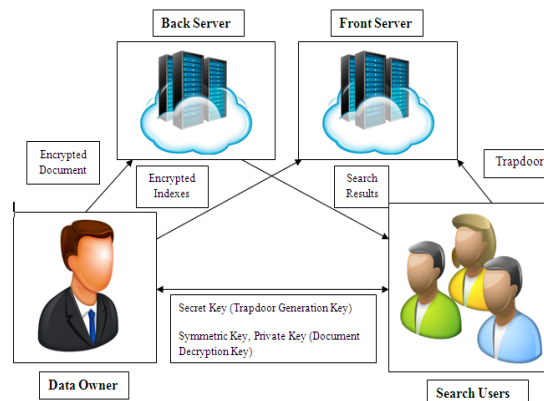 Back Server
Front Server
Encrypted
Document
Encrypted
Indexes
Search
Results
Trapdoor
Secret Key (Trapdoor Generation Key)
Symmetric Key, Private Key (Document
Decryption Key)
Data Owner
Search Users